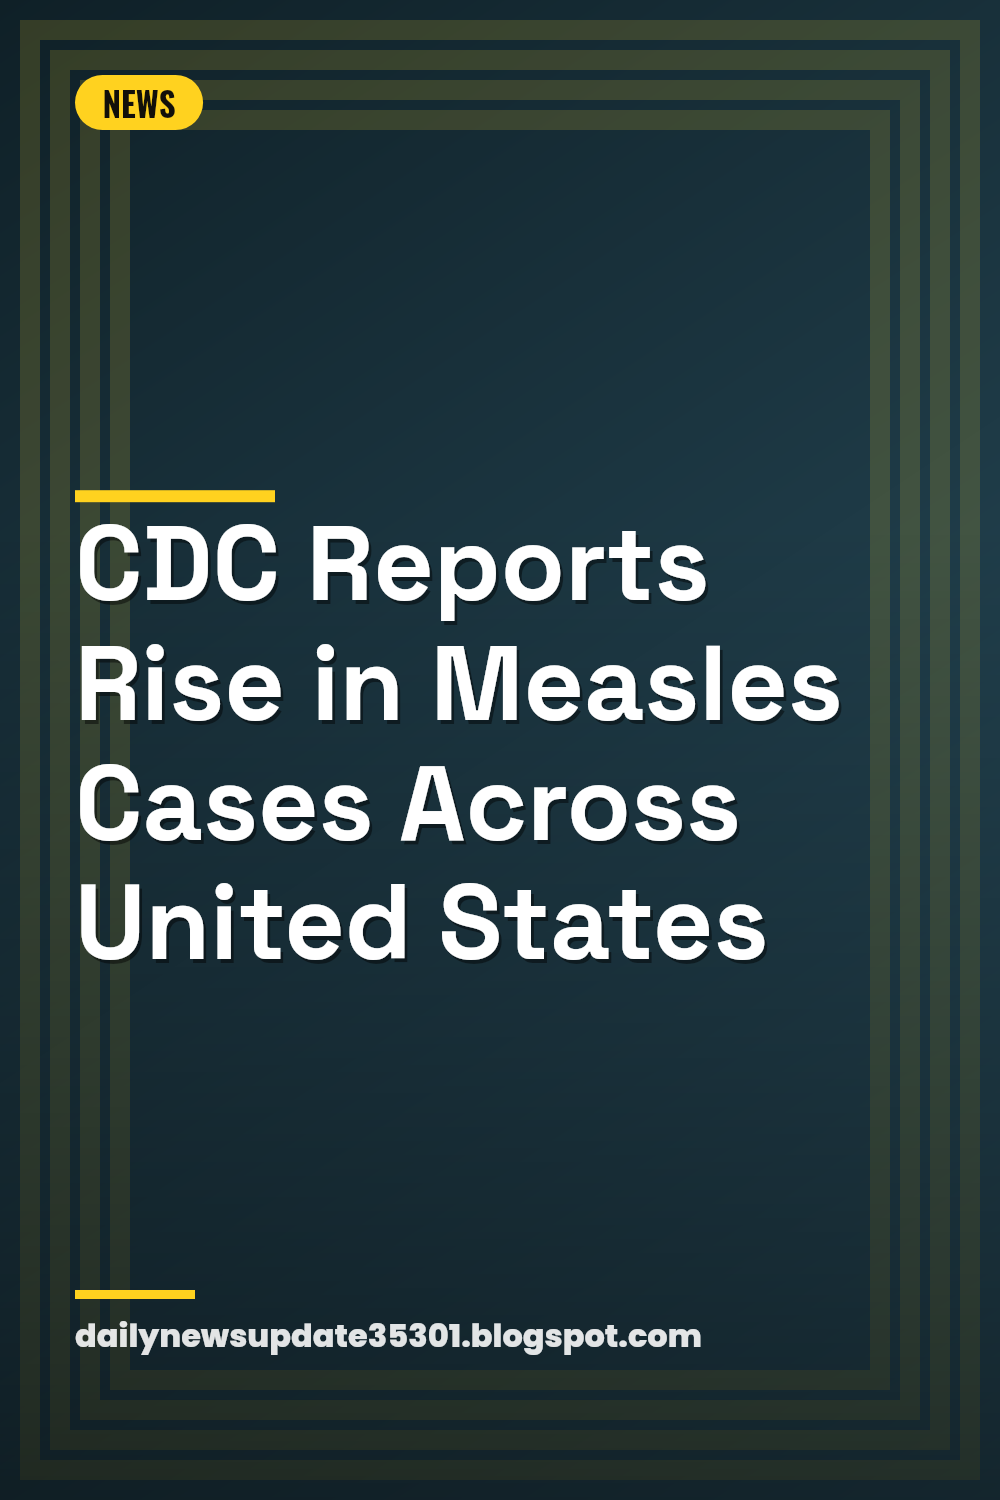 NEWS
CDC Reports
Rise in Measles
Cases Across
United States
dailynewsupdate35301.blogspot.com